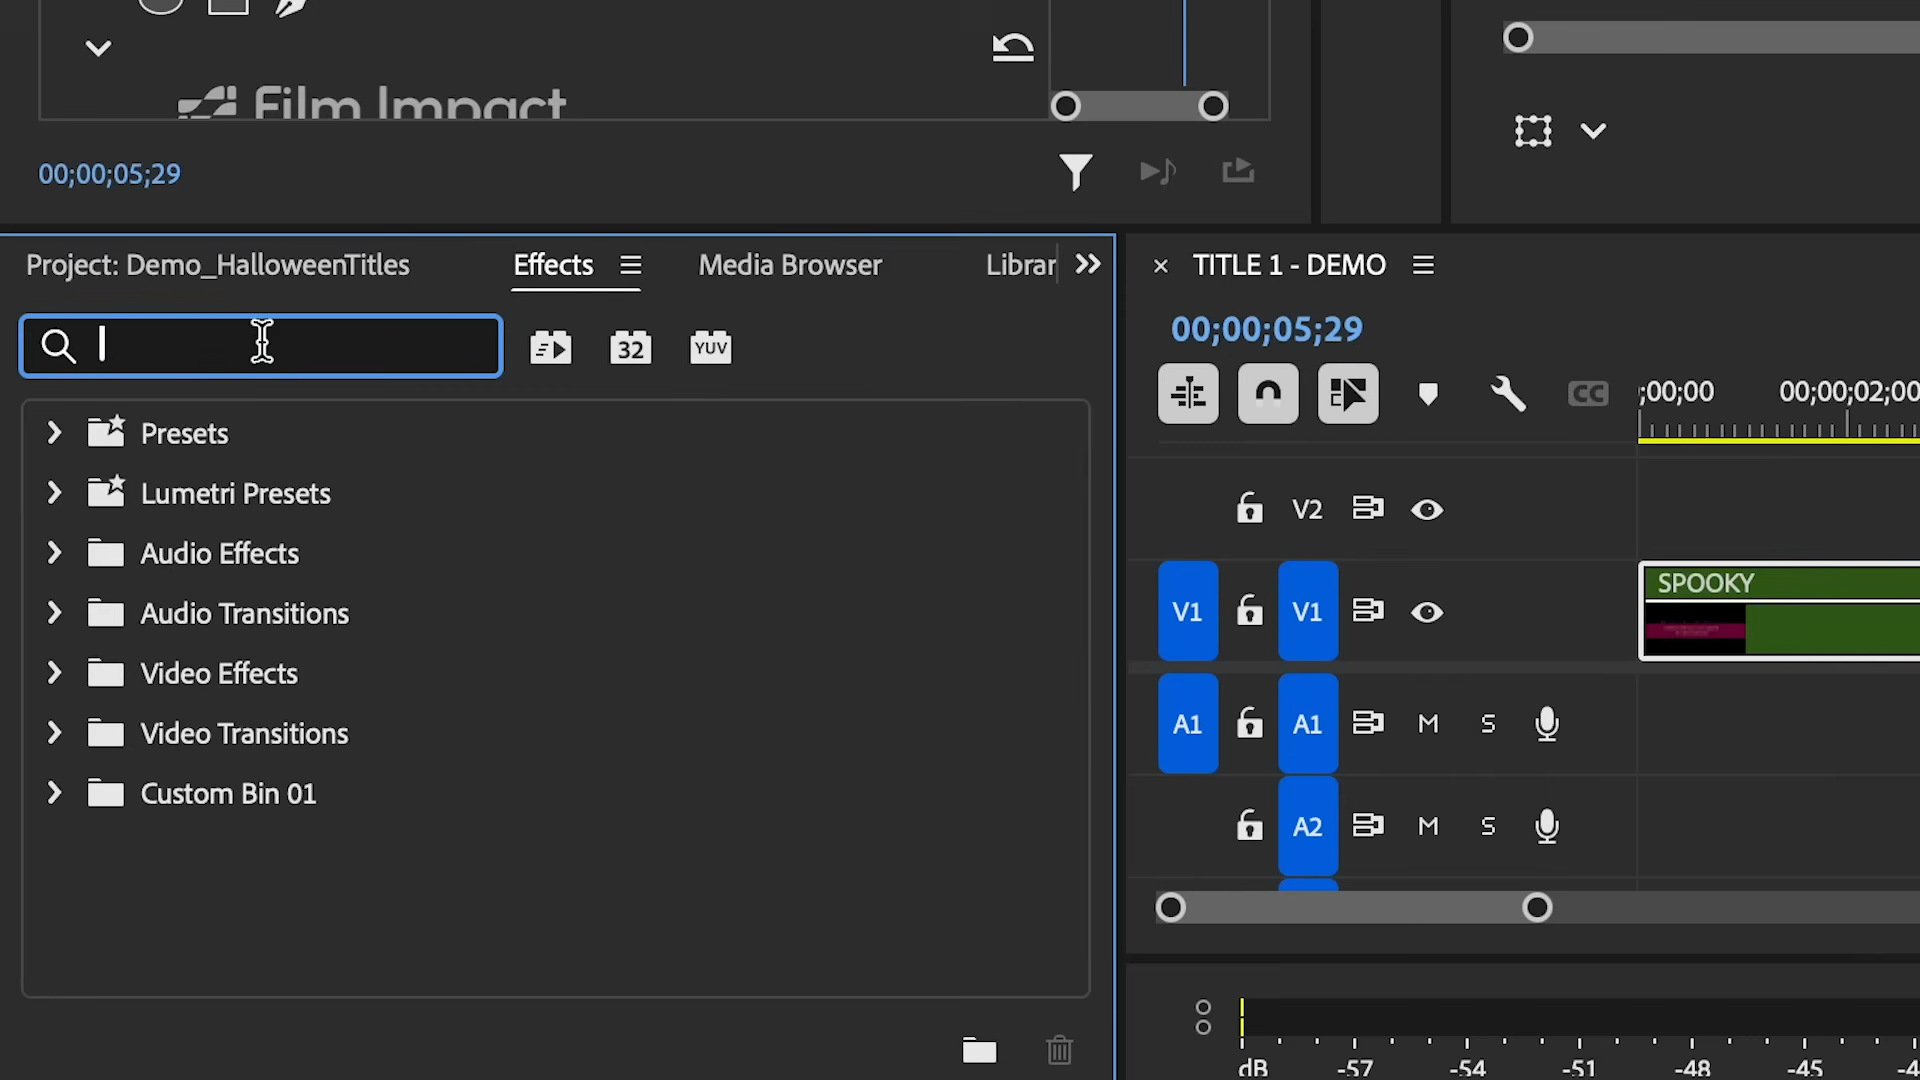 Film Impact
00;00;05;29
Project: Demo_HalloweenTitles
Effects
Media Browser
Librar
32
YUV
Presets
Lumetri Presets
Audio Effects
Audio Transitions
Video Effects
Video Transitions
Custom Bin 01
TITLE 1 - DEMO
00;00;05;29
CC
;00;00
00;00;02;00
V2
V1
V1
SPOOKY
A1
A1
M
S
A2
M
S
dB
-57
-54
-51
-48
-45